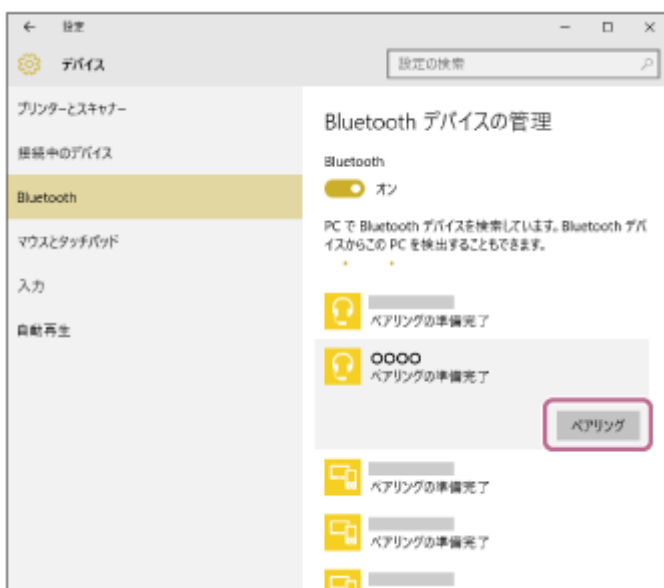 設定
デバイス
設定の検索
プリンターとスキャナー
接続中のデバイス
Bluetooth
マウスとタッチパッド
入力
自動再生
Bluetooth デバイスの管理
Bluetooth
オン
PC で Bluetooth デバイスを検索しています。Bluetooth デバ
イスからこの PC を検出することもできます。
ペアリングの準備完了
○○○○
ペアリングの準備完了
ペアリング
ペアリングの準備完了
ペアリングの準備完了